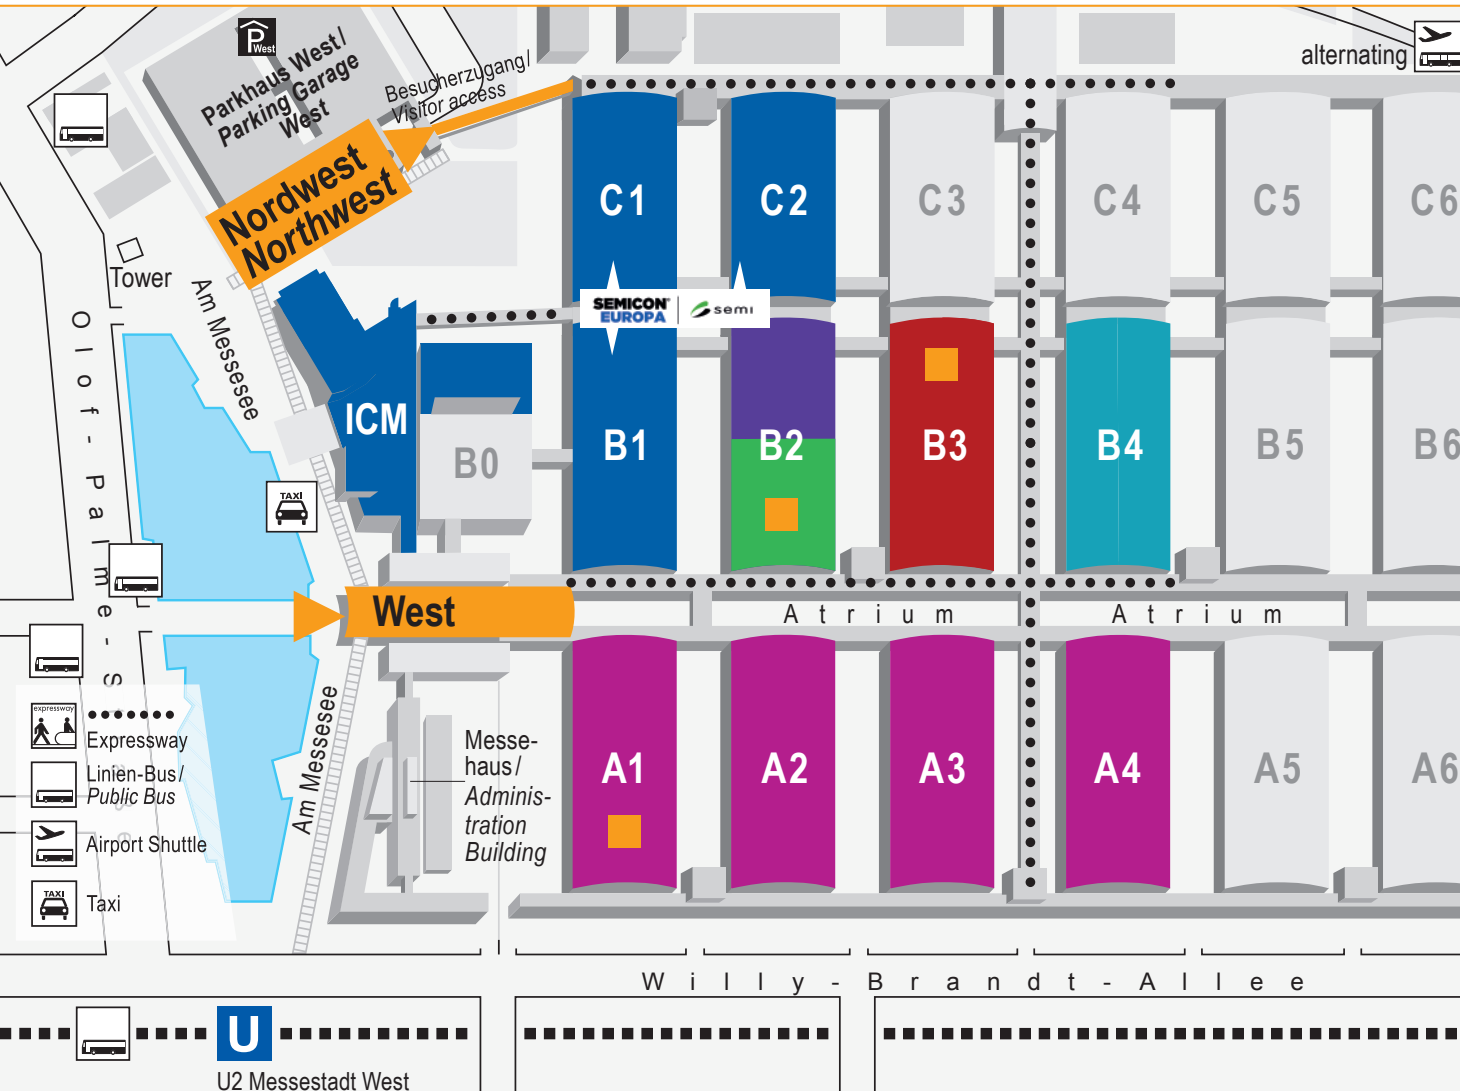 P
West
Parkhaus West/
Parking Garage
West
Besucherzugang/
Visitor access
alternating
Nordwest
Northwest
C1
C2
C3
C4
C5
C6
Tower
Am Messesee
Olof-Palme-Straße
SEMICON
EUROPA
semi
ICM
B0
B1
B2
B3
B4
B5
B6
TAXI
West
Atrium
Atrium
Am Messesee
A1
A2
A3
A4
A5
A6
Messe-
haus/
Adminis-
tration
Building
expressway
Expressway
Linien-Bus/
Public Bus
Airport Shuttle
TAXI
Taxi
Willy-Brandt-Allee
U
U2 Messestadt West